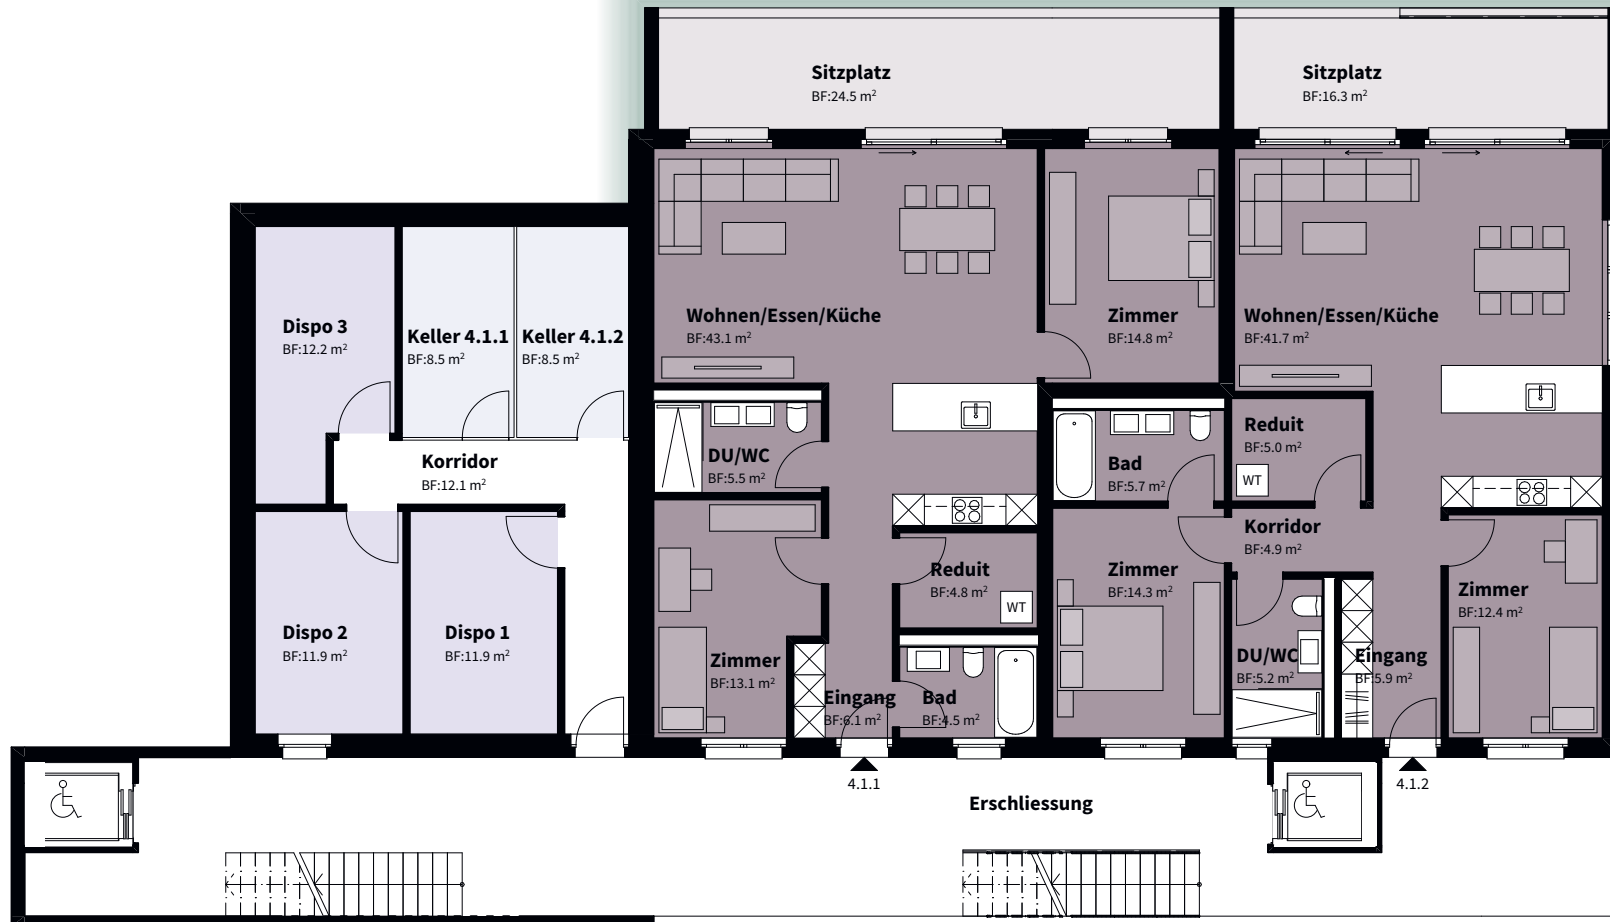 Sitzplatz
BF:24.5 m²
Sitzplatz
BF:16.3 m²
Dispo 3
BF:12.2 m²
Keller 4.1.1
BF:8.5 m²
Keller 4.1.2
BF:8.5 m²
Wohnen/Essen/Küche
BF:43.1 m²
Zimmer
BF:14.8 m²
Wohnen/Essen/Küche
BF:41.7 m²
Korridor
BF:12.1 m²
DU/WC
BF:5.5 m²
Bad
BF:5.7 m²
Reduit
BF:5.0 m²
WT
Korridor
BF:4.9 m²
Dispo 2
BF:11.9 m²
Dispo 1
BF:11.9 m²
Zimmer
BF:13.1 m²
Reduit
BF:4.8 m²
WT
Zimmer
BF:14.3 m²
Zimmer
BF:12.4 m²
Eingang
BF:6.1 m²
Bad
BF:4.5 m²
DU/WC
BF:5.2 m²
Eingang
BF:5.9 m²
4.1.1
4.1.2
Erschliessung